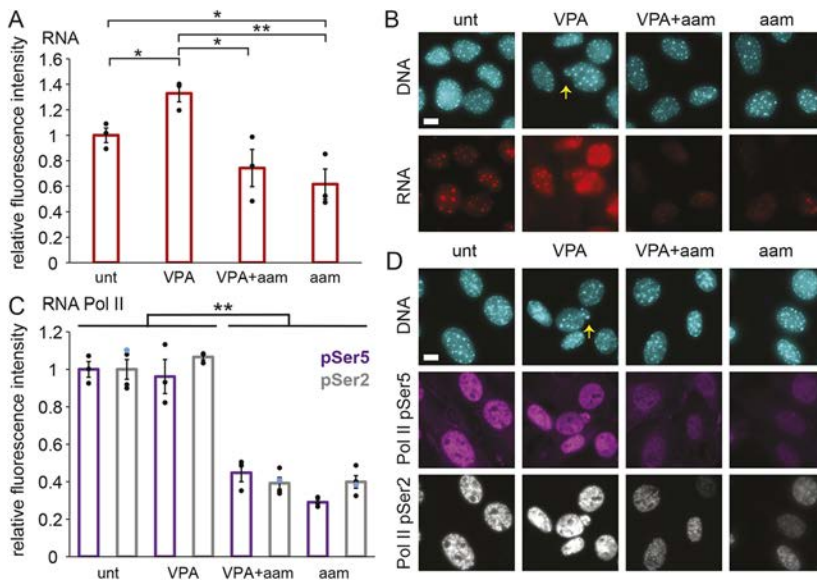 A
RNA
relative fluorescence intensity
1.6
1.4
1.2
1
0.8
0.6
0.4
0.2
0
*
**
*
*
unt VPA VPA+aam aam
B
unt VPA VPA+aam aam
DNA
RNA
C
RNA Pol II
**
relative fluorescence intensity
1.2
1
0.8
0.6
0.4
0.2
0
pSer5
pSer2
unt VPA VPA+aam aam
D
unt VPA VPA+aam aam
DNA
Pol II pSer5
Pol II pSer2